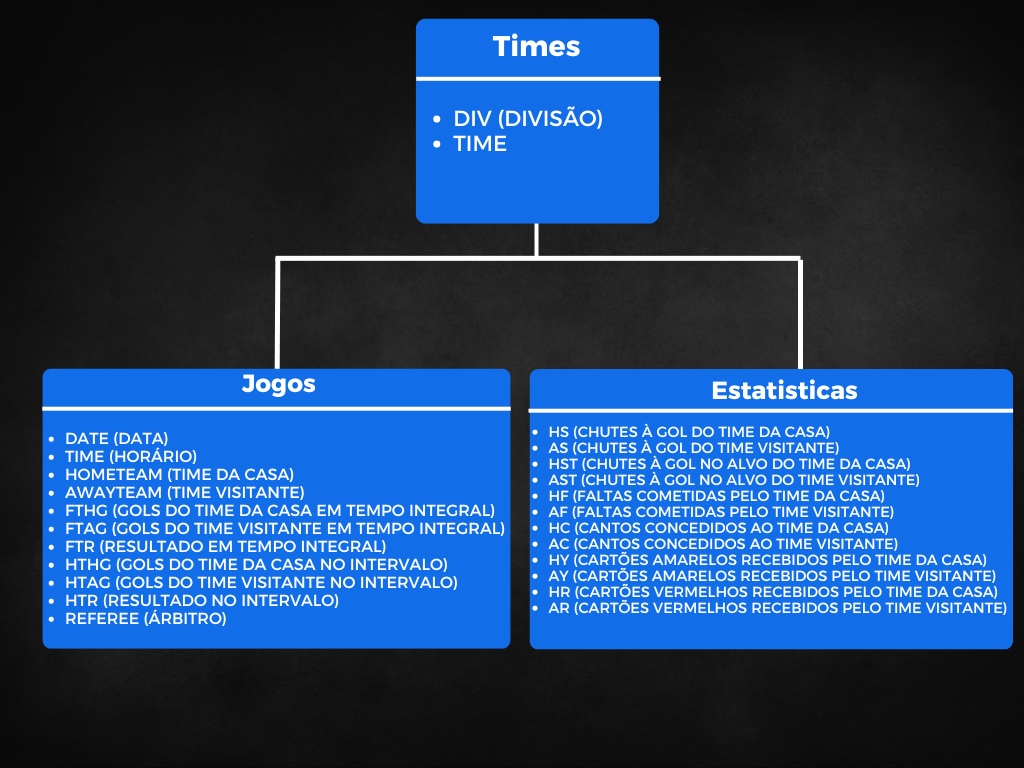 Times
• DIV (DIVISÃO)
• TIME
Jogos
• DATE (DATA)
• TIME (HORÁRIO)
• HOMETEAM (TIME DA CASA)
• AWAYTEAM (TIME VISITANTE)
• FTHG (GOLS DO TIME DA CASA EM TEMPO INTEGRAL)
• FTAG (GOLS DO TIME VISITANTE EM TEMPO INTEGRAL)
• FTR (RESULTADO EM TEMPO INTEGRAL)
• HTHG (GOLS DO TIME DA CASA NO INTERVALO)
• HTAG (GOLS DO TIME VISITANTE NO INTERVALO)
• HTR (RESULTADO NO INTERVALO)
• REFEREE (ÁRBITRO)
Estatisticas
• HS (CHUTES À GOL DO TIME DA CASA)
• AS (CHUTES À GOL DO TIME VISITANTE)
• HST (CHUTES À GOL NO ALVO DO TIME DA CASA)
• AST (CHUTES À GOL NO ALVO DO TIME VISITANTE)
• HF (FALTAS COMETIDAS PELO TIME DA CASA)
• AF (FALTAS COMETIDAS PELO TIME VISITANTE)
• HC (CANTOS CONCEDIDOS AO TIME DA CASA)
• AC (CANTOS CONCEDIDOS AO TIME VISITANTE)
• HY (CARTÕES AMARELOS RECEBIDOS PELO TIME DA CASA)
• AY (CARTÕES AMARELOS RECEBIDOS PELO TIME VISITANTE)
• HR (CARTÕES VERMELHOS RECEBIDOS PELO TIME DA CASA)
• AR (CARTÕES VERMELHOS RECEBIDOS PELO TIME VISITANTE)